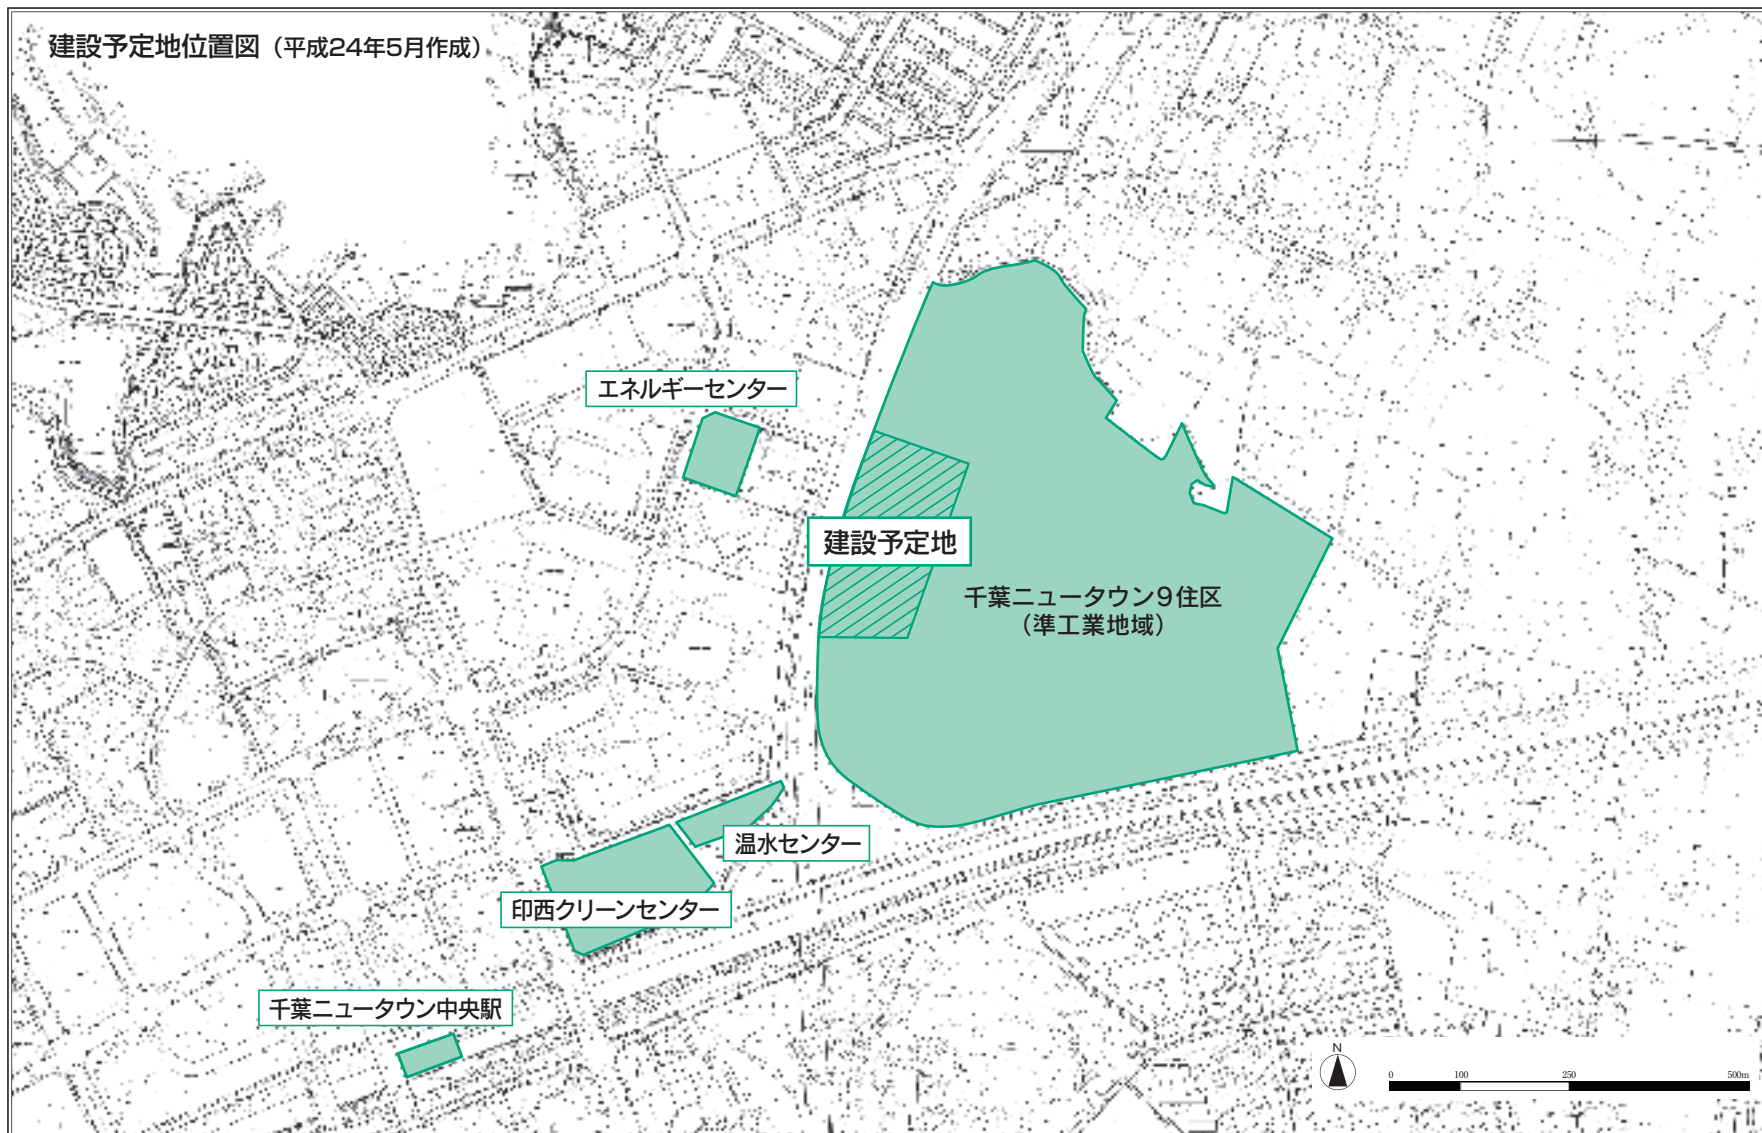 建設予定地位置図（平成24年5月作成）
エネルギーセンター
建設予定地
千葉ニュータウン9住区
（準工業地域）
温水センター
印西クリーンセンター
千葉ニュータウン中央駅
N
0 100 250 500m